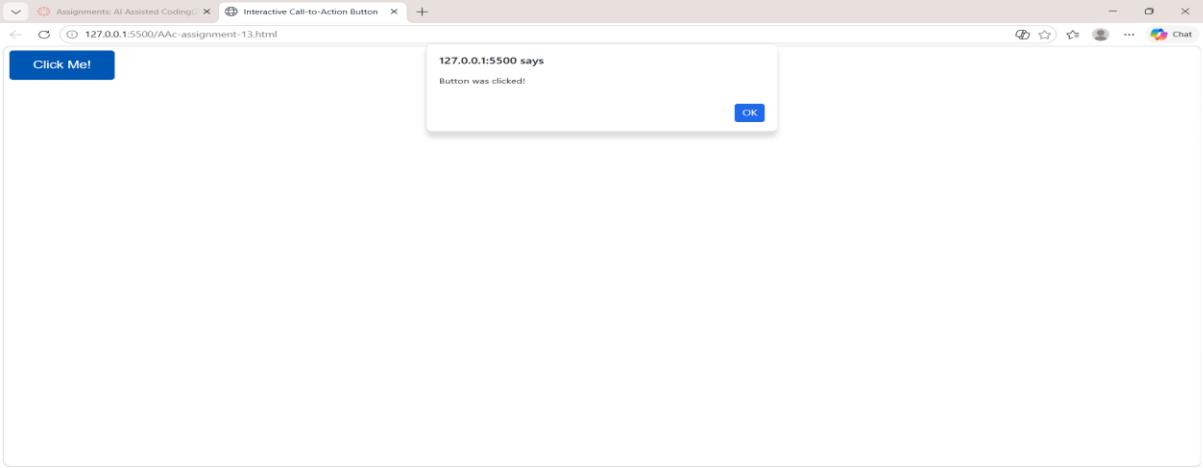 Assignments: AI Assisted Coding
Interactive Call-to-Action Button
127.0.0.1:5500/AAc-assignment-13.html
Chat
Click Me!
127.0.0.1:5500 says
Button was clicked!
OK